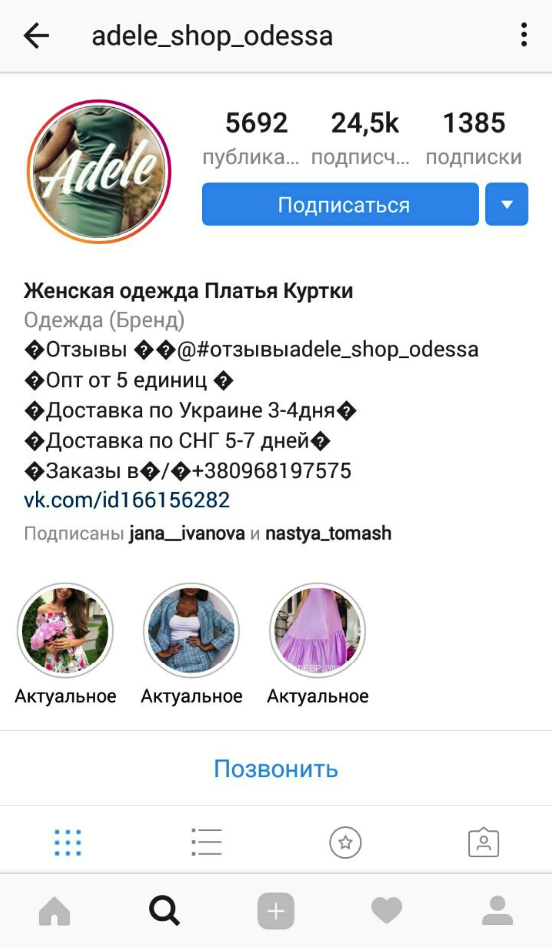 adele_shop_odessa
Adele
5692 24,5k 1385
публика... подписч... подписки
Подписаться
Женская одежда Платья Куртки
Одежда (Бренд)
�Отзывы ��@#отзывыadele_shop_odessa
�Опт от 5 единиц �
�Доставка по Украине 3-4дня�
�Доставка по СНГ 5-7 дней�
�Заказы в�/�+380968197575
vk.com/id166156282
Подписаны jana__ivanova и nastya_tomash
Актуальное Актуальное Актуальное
Позвонить